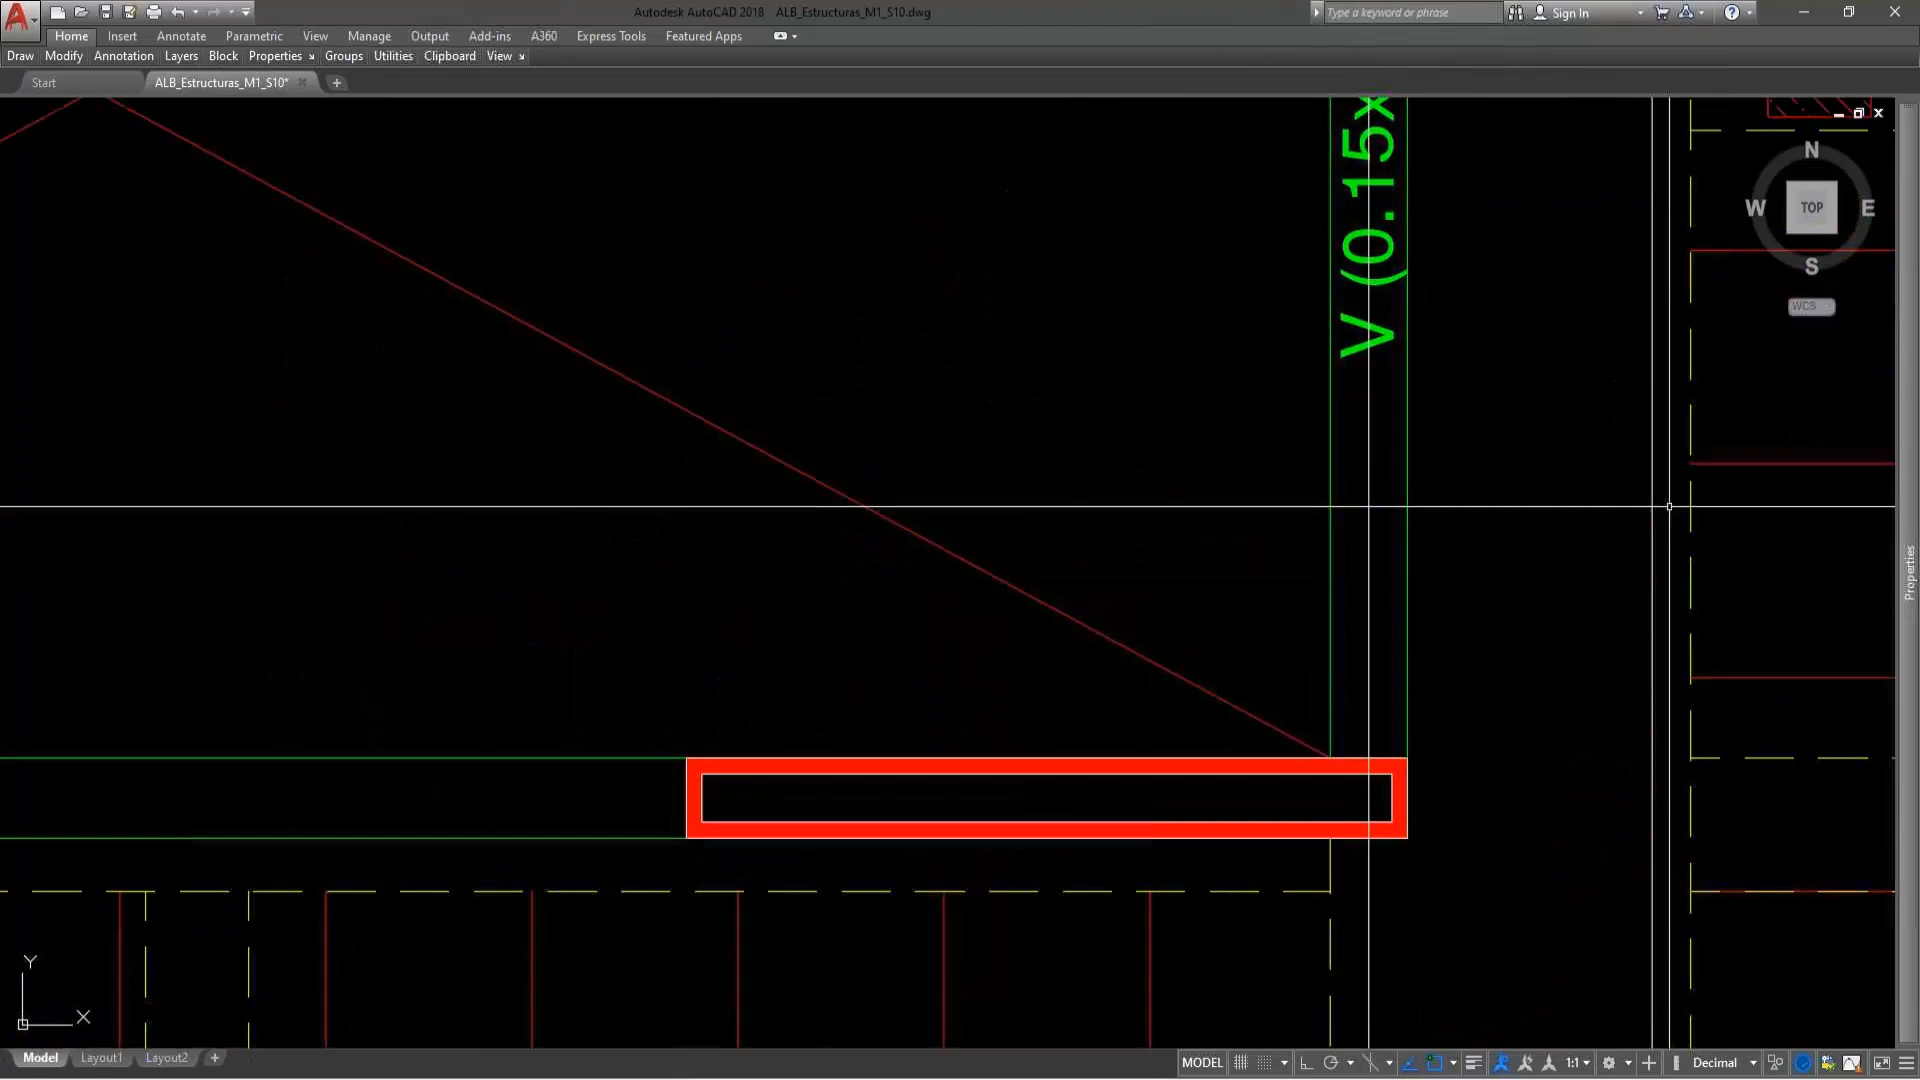 Autodesk AutoCAD 2018 ALB_Estructuras_M1_S10.dwg
Type a keyword or phrase
Sign In
Home Insert Annotate Parametric View Manage Output Add-ins A360 Express Tools Featured Apps
Draw Modify Annotation Layers Block Properties Groups Utilities Clipboard View
Start ALB_Estructuras_M1_S10*
V (0.15x
N
W TOP E
S
WCS
Properties
Y
X
Model Layout1 Layout2
MODEL 1:1 Decimal